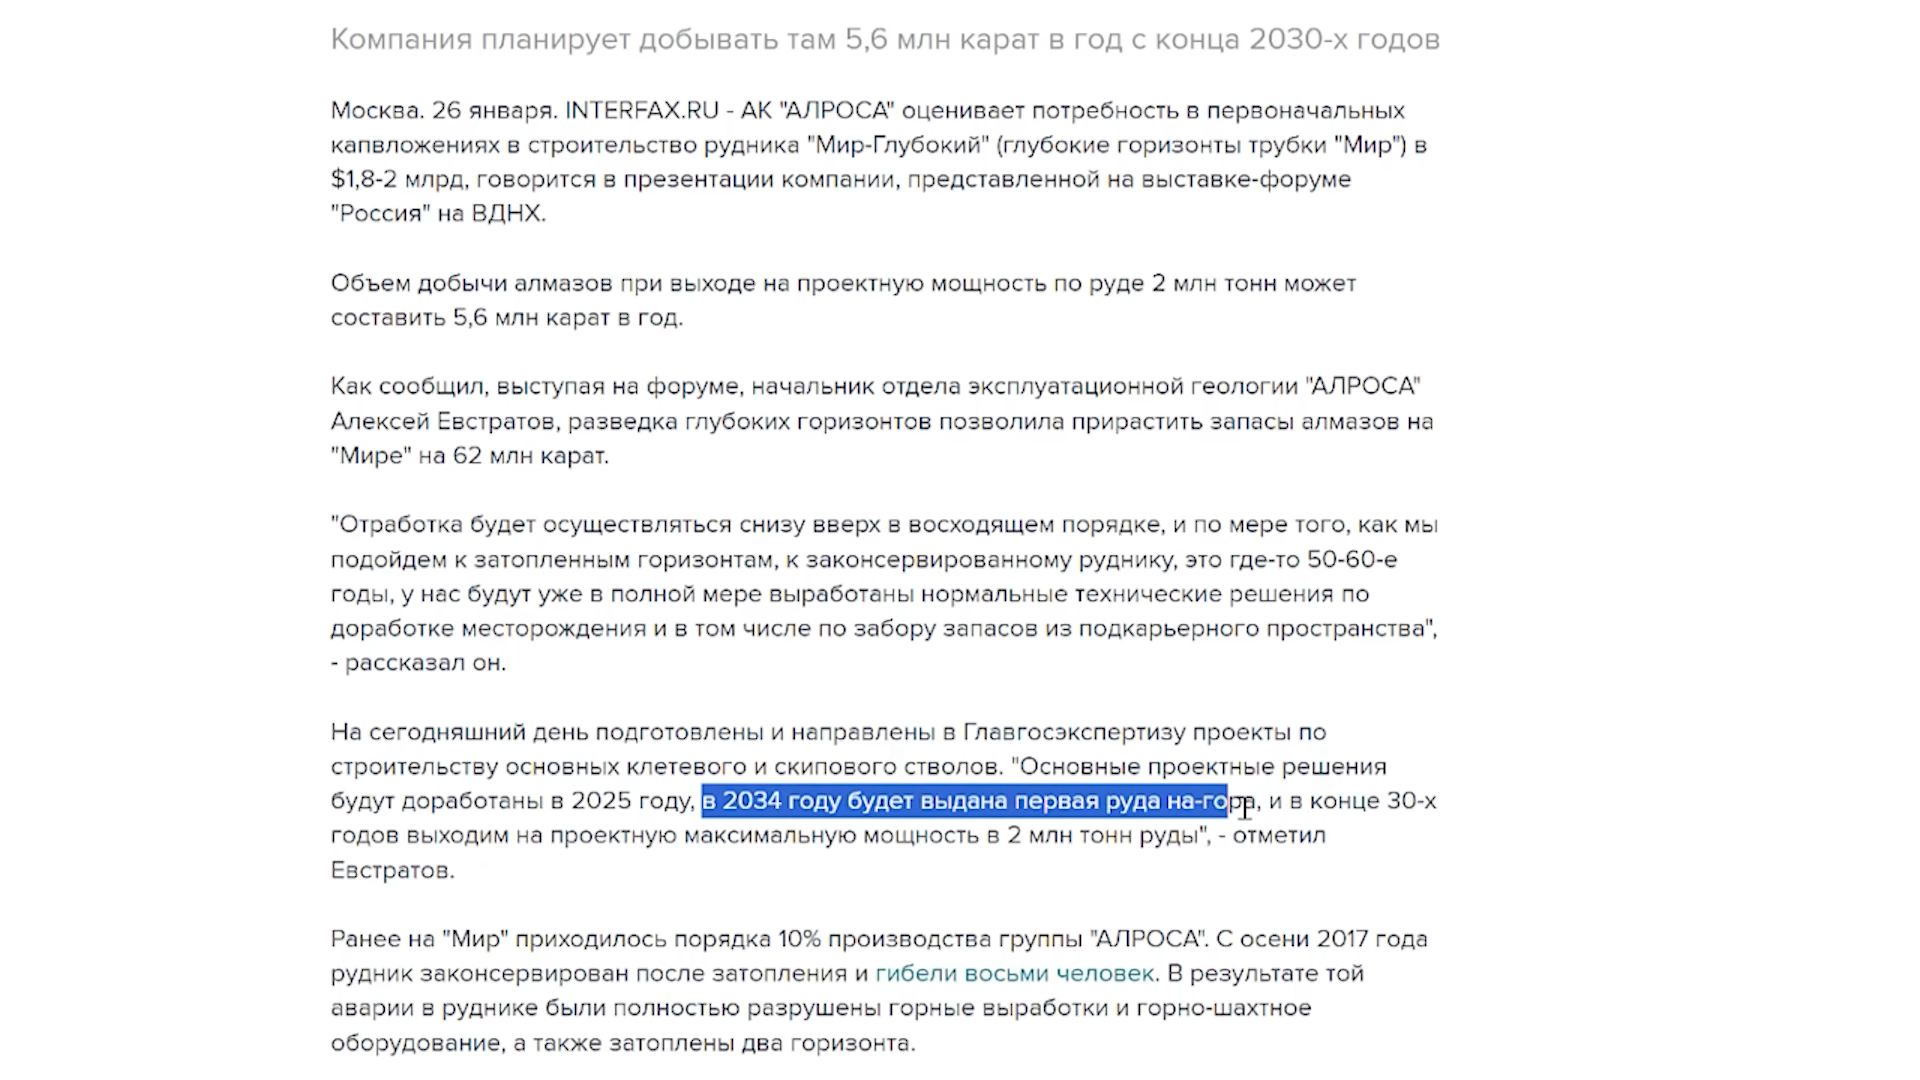 Компания планирует добывать там 5,6 млн карат в год с конца 2030-х годов
Москва. 26 января. INTERFAX.RU - АК "АЛРОСА" оценивает потребность в первоначальных
капвложениях в строительство рудника "Мир-Глубокий" (глубокие горизонты трубки "Мир") в
$1,8-2 млрд, говорится в презентации компании, представленной на выставке-форуме
"Россия" на ВДНХ.
Объем добычи алмазов при выходе на проектную мощность по руде 2 млн тонн может
составить 5,6 млн карат в год.
Как сообщил, выступая на форуме, начальник отдела эксплуатационной геологии "АЛРОСА"
Алексей Евстратов, разведка глубоких горизонтов позволила прирастить запасы алмазов на
"Мире" на 62 млн карат.
"Отработка будет осуществляться снизу вверх в восходящем порядке, и по мере того, как мы
подойдем к затопленным горизонтам, к законсервированному руднику, это где-то 50-60-е
годы, у нас будут уже в полной мере выработаны нормальные технические решения по
доработке месторождения и в том числе по забору запасов из подкарьерного пространства",
- рассказал он.
На сегодняшний день подготовлены и направлены в Главгосэкспертизу проекты по
строительству основных клетевого и скипового стволов. "Основные проектные решения
будут доработаны в 2025 году, в 2034 году будет выдана первая руда на-гора, и в конце 30-х
годов выходим на проектную максимальную мощность в 2 млн тонн руды", - отметил
Евстратов.
Ранее на "Мир" приходилось порядка 10% производства группы "АЛРОСА". С осени 2017 года
рудник законсервирован после затопления и гибели восьми человек. В результате той
аварии в руднике были полностью разрушены горные выработки и горно-шахтное
оборудование, а также затоплены два горизонта.